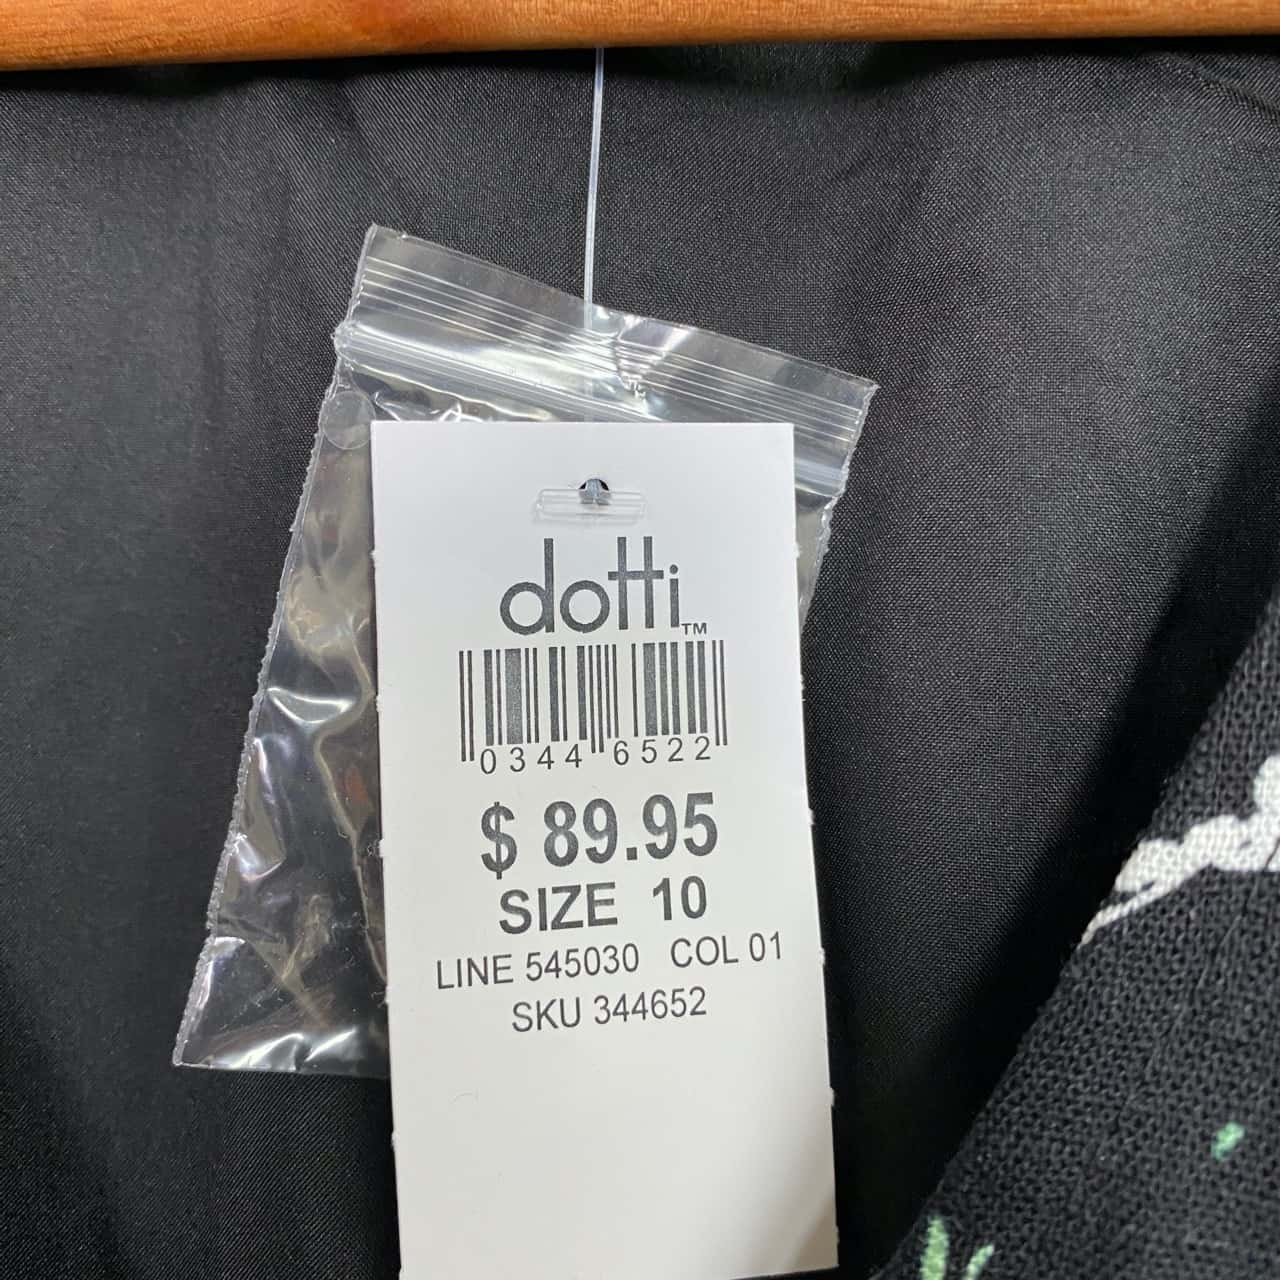 dotti™
0344 6522
$ 89.95
SIZE 10
LINE 545030 COL 01
SKU 344652